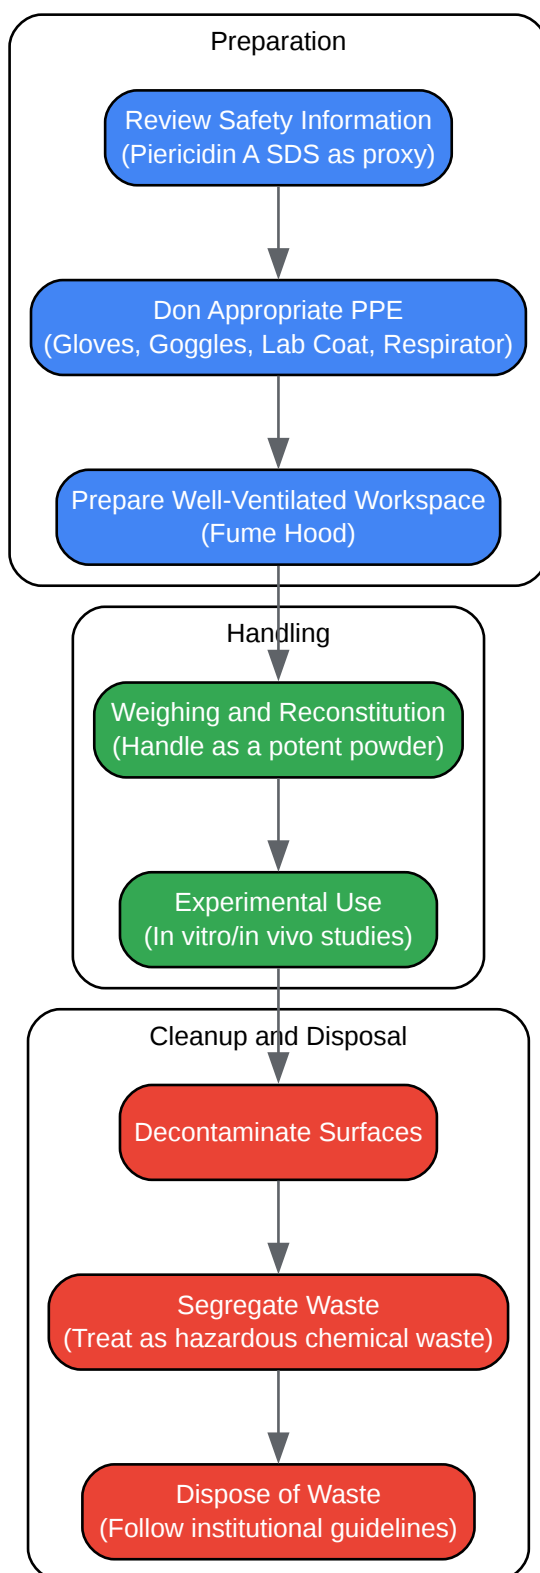 Preparation
Review Safety Information
(Piericidin A SDS as proxy)
Don Appropriate PPE
(Gloves, Goggles, Lab Coat, Respirator)
Prepare Well-Ventilated Workspace
(Fume Hood)
Handling
Weighing and Reconstitution
(Handle as a potent powder)
Experimental Use
(In vitro/in vivo studies)
Cleanup and Disposal
Decontaminate Surfaces
Segregate Waste
(Treat as hazardous chemical waste)
Dispose of Waste
(Follow institutional guidelines)